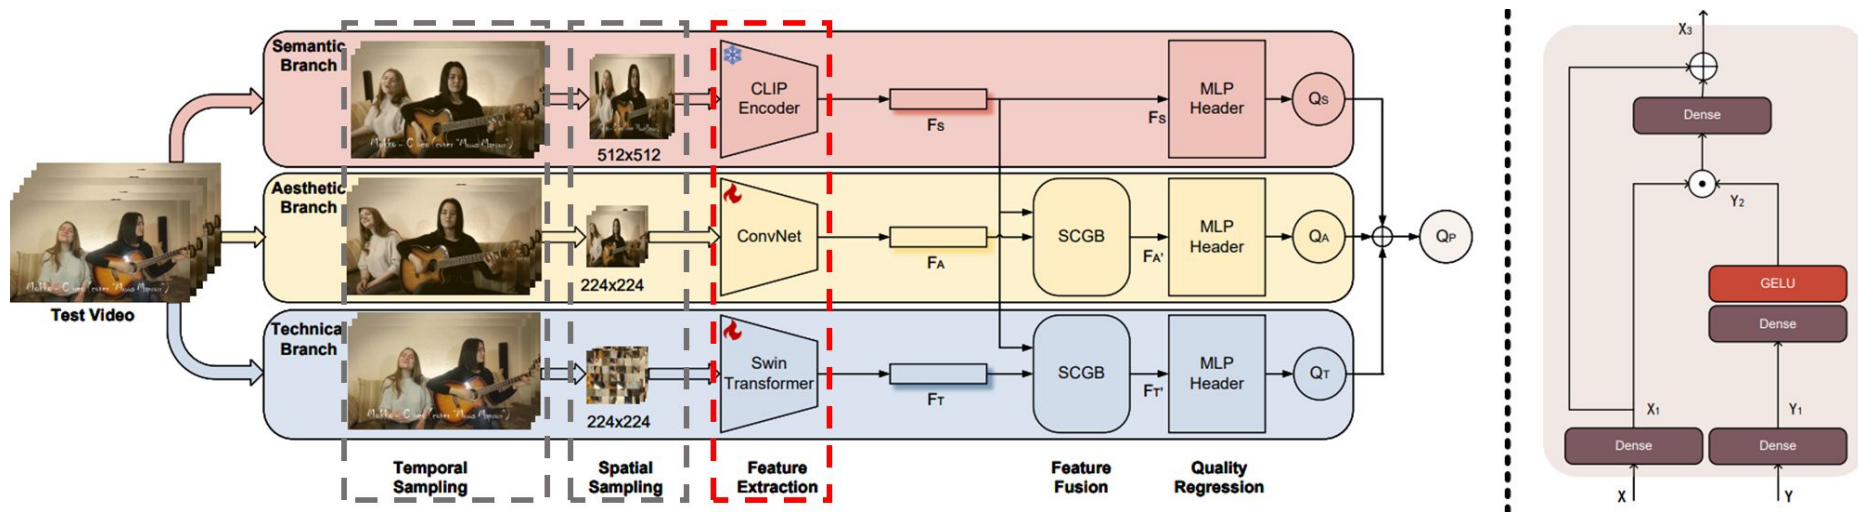 Semantic
Branch
512x512
CLIP
Encoder
Fs
Fs
MLP
Header
Qs
Aesthetic
Branch
224x224
ConvNet
FA
SCGB
FA'
MLP
Header
QA
QP
Test Video
Technica
Branch
224x224
Swin
Transformer
FT
SCGB
FT'
MLP
Header
QT
Temporal
Sampling
Spatial
Sampling
Feature
Extraction
Feature
Fusion
Quality
Regression
X3
Dense
Y2
GELU
Dense
X1
Y1
Dense
Dense
X
Y